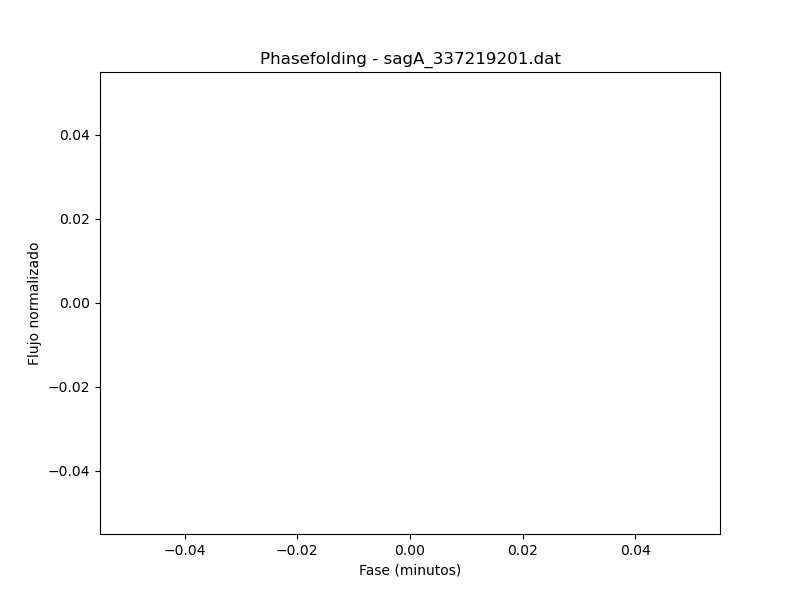 Phasefolding - sagA_337219201.dat
0.04
0.02
0.00
−0.02
−0.04
Flujo normalizado
−0.04 −0.02 0.00 0.02 0.04
Fase (minutos)